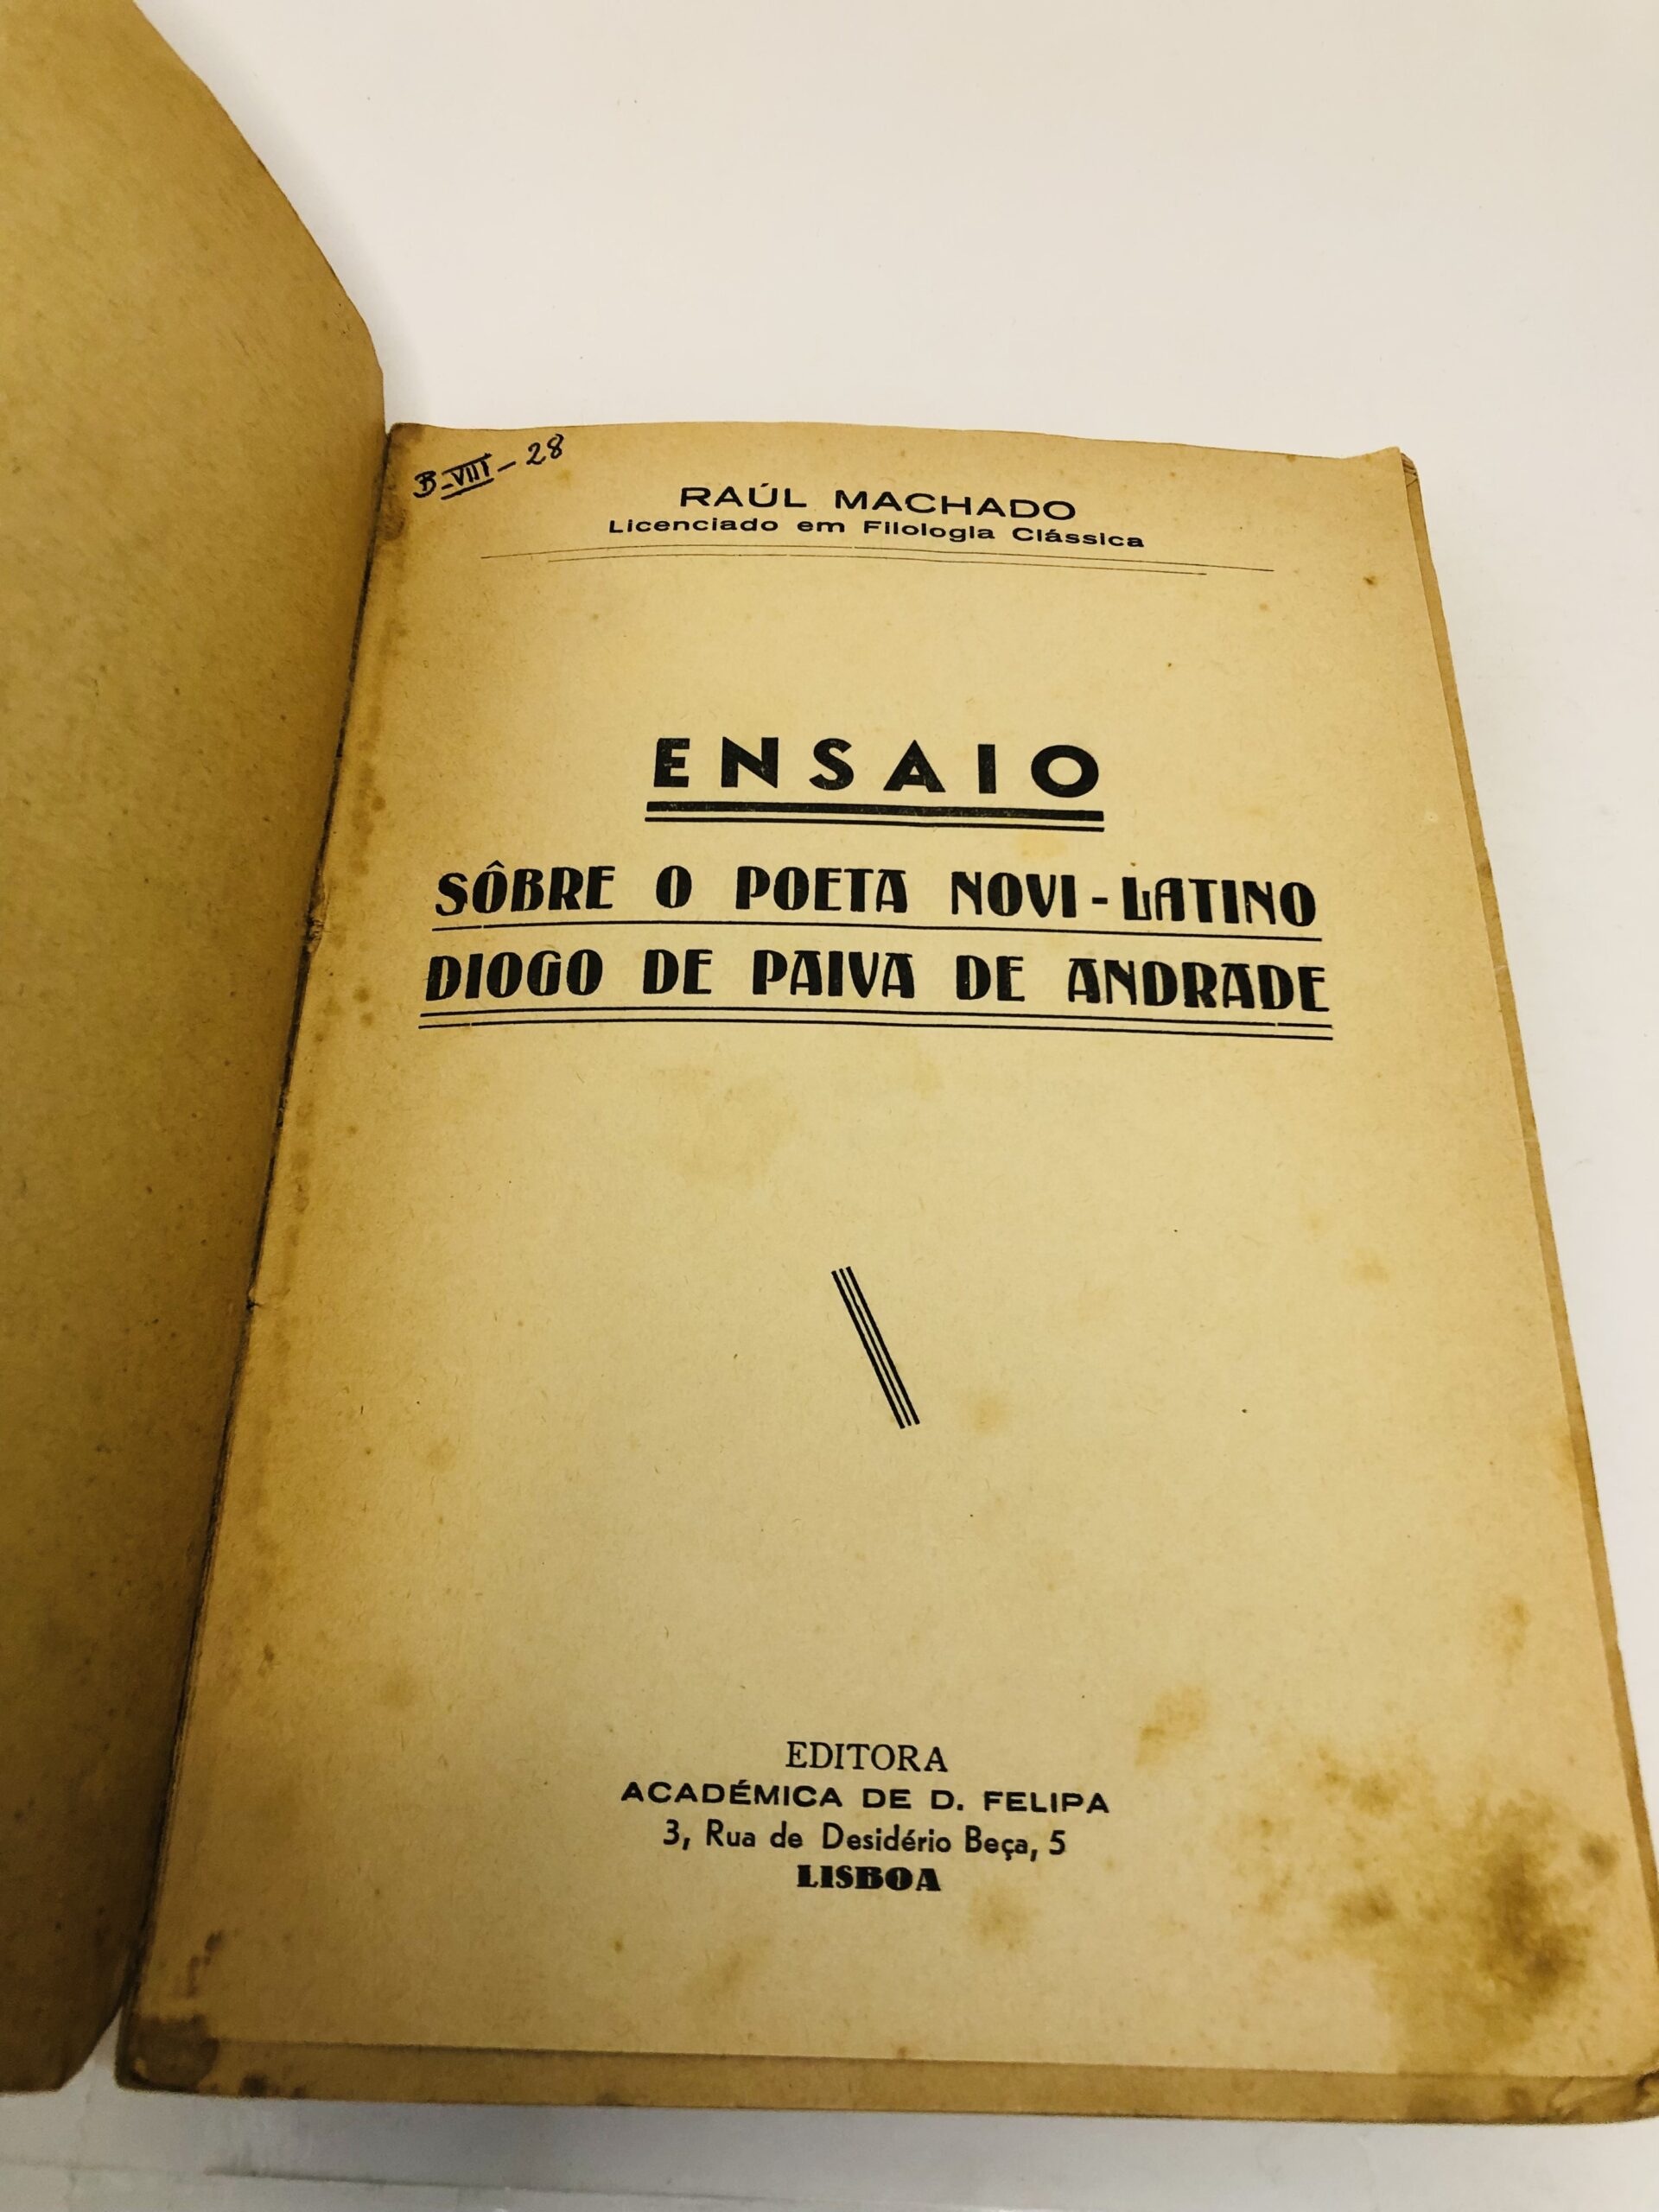 B-VIII-28
RAÚL MACHADO
Licenciado em Filologia Clássica
ENSAIO
SÔBRE O POETA NOVI-LATINO
DIOGO DE PAIVA DE ANDRADE
EDITORA
ACADÉMICA DE D. FELIPA
3, Rua de Desidério Beça, 5
LISBOA